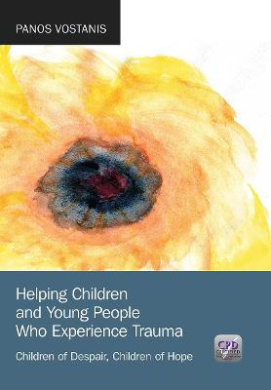 PANOS VOSTANIS
Helping Children
and Young People
Who Experience Trauma
Children of Despair, Children of Hope
CPD